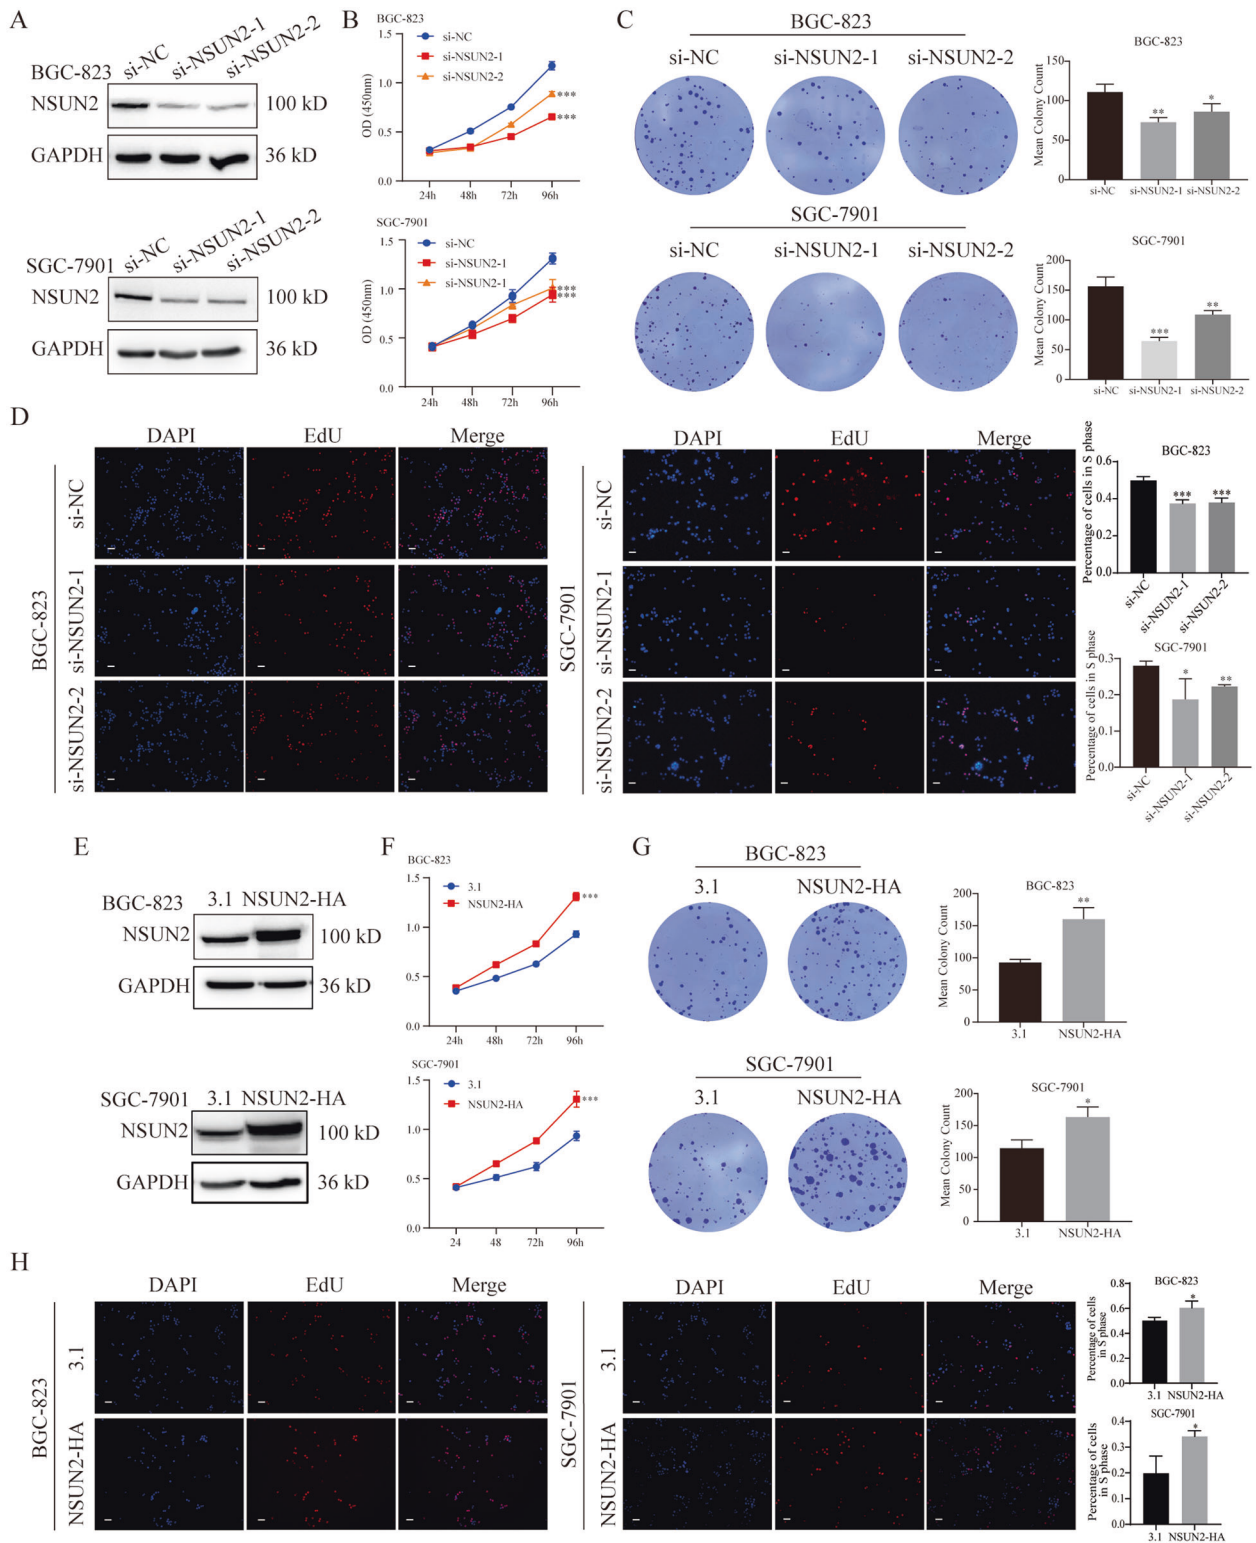 A
si-NC si-NSUN2-1 si-NSUN2-2
BGC-823
NSUN2 100 kD
GAPDH 36 kD
si-NC si-NSUN2-1 si-NSUN2-2
SGC-7901
NSUN2 100 kD
GAPDH 36 kD
B
BGC-823
si-NC
si-NSUN2-1
si-NSUN2-2
OD (450nm)
1.5
1.0
0.5
0.0
***
***
24h 48h 72h 96h
SGC-7901
si-NC
si-NSUN2-1
si-NSUN2-1
OD (450nm)
1.5
1.0
0.5
0.0
***
***
24h 48h 72h 96h
C
BGC-823
si-NC si-NSUN2-1 si-NSUN2-2
SGC-7901
si-NC si-NSUN2-1 si-NSUN2-2
BGC-823
Mean Colony Count
150
100
50
0
** *
si-NC si-NSUN2-1 si-NSUN2-2
SGC-7901
Mean Colony Count
200
150
100
50
0
*** **
si-NC si-NSUN2-1 si-NSUN2-2
D
DAPI EdU Merge
BGC-823
si-NC
si-NSUN2-1
si-NSUN2-2
DAPI EdU Merge
SGC-7901
si-NC
si-NSUN2-1
si-NSUN2-2
BGC-823
Percentage of cells in S phase
0.6
0.4
0.2
0.0
*** ***
si-NC si-NSUN2-1 si-NSUN2-2
SGC-7901
Percentage of cells in S phase
0.3
0.2
0.1
0.0
* **
si-NC si-NSUN2-1 si-NSUN2-2
E
BGC-823 3.1 NSUN2-HA
NSUN2 100 kD
GAPDH 36 kD
SGC-7901 3.1 NSUN2-HA
NSUN2 100 kD
GAPDH 36 kD
F
BGC-823
3.1
NSUN2-HA
OD (450nm)
1.5
1.0
0.5
0.0
***
24h 48h 72h 96h
SGC-7901
3.1
NSUN2-HA
OD (450nm)
1.5
1.0
0.5
0.0
***
24 48 72h 96h
G
BGC-823
3.1 NSUN2-HA
SGC-7901
3.1 NSUN2-HA
BGC-823
Mean Colony Count
200
150
100
50
0
**
3.1 NSUN2-HA
SGC-7901
Mean Colony Count
200
150
100
50
0
*
3.1 NSUN2-HA
H
DAPI EdU Merge
BGC-823
3.1
NSUN2-HA
DAPI EdU Merge
SGC-7901
3.1
NSUN2-HA
BGC-823
Percentage of cells
in S phase
0.8
0.6
0.4
0.2
0.0
*
3.1 NSUN2-HA
SGC-7901
Percentage of cells
in S phase
0.4
0.3
0.2
0.1
0.0
*
3.1 NSUN2-HA